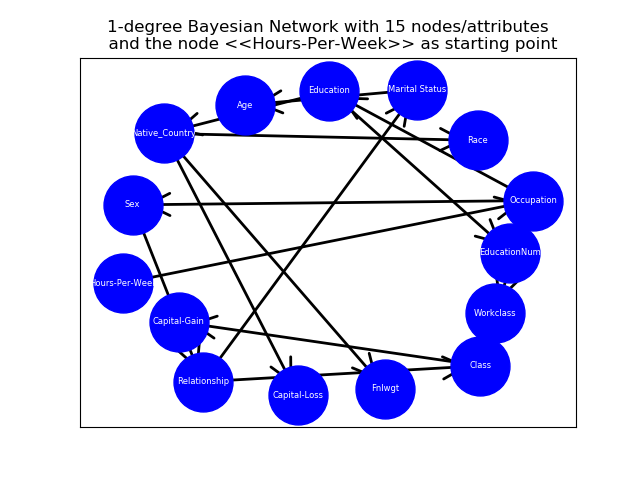 1-degree Bayesian Network with 15 nodes/attributes
and the node <<Hours-Per-Week>> as starting point
Education
Marital Status
Age
Native_Country
Race
Sex
Occupation
EducationNum
Hours-Per-Week
Workclass
Capital-Gain
Class
Relationship
Fnlwgt
Capital-Loss